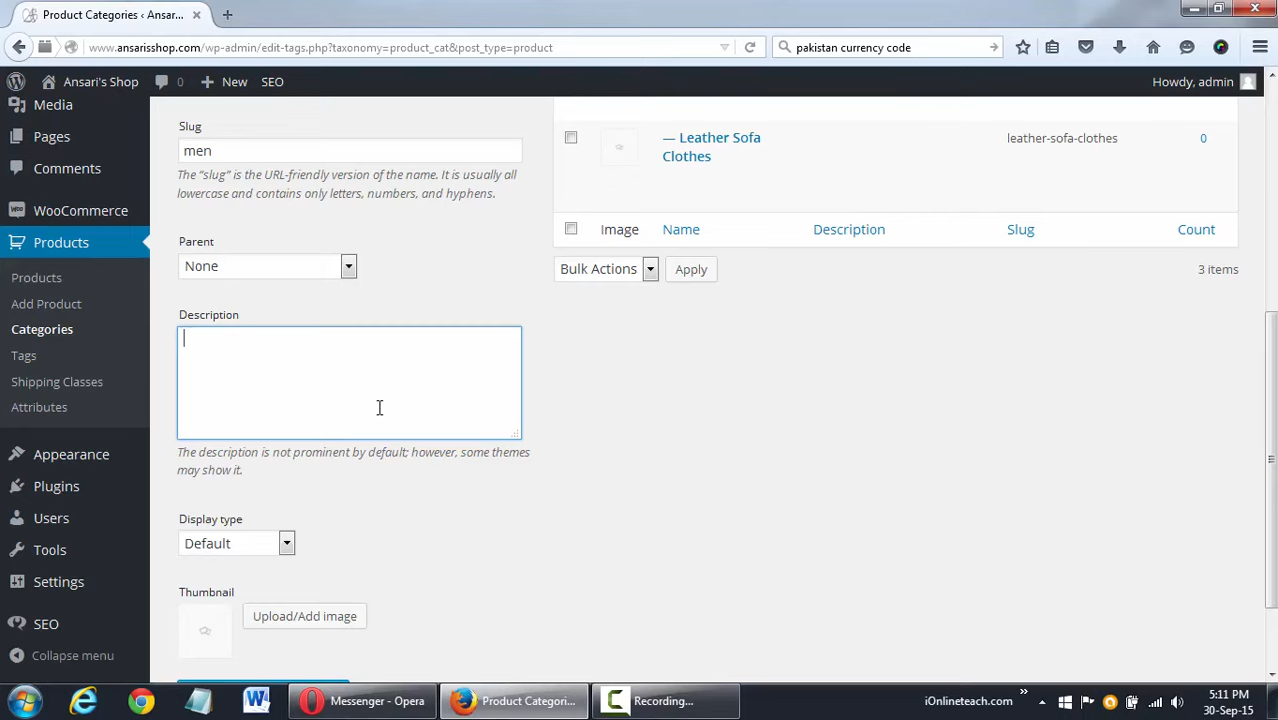 Product Categories ‹ Ansari's...
www.ansarisshop.com/wp-admin/edit-tags.php?taxonomy=product_cat&post_type=product
pakistan currency code
Ansari's Shop
0
New
SEO
Howdy, admin
Media
Pages
Comments
WooCommerce
Products
Products
Add Product
Categories
Tags
Shipping Classes
Attributes
Appearance
Plugins
Users
Tools
Settings
SEO
Collapse menu
Slug
men
The “slug” is the URL-friendly version of the name. It is usually all
lowercase and contains only letters, numbers, and hyphens.
Parent
None
Description
The description is not prominent by default; however, some themes
may show it.
Display type
Default
Thumbnail
Upload/Add image
— Leather Sofa
Clothes
leather-sofa-clothes
0
Image
Name
Description
Slug
Count
Bulk Actions
Apply
3 items
Messenger - Opera
Product Categori...
Recording...
iOnlineteach.com
5:11 PM
30-Sep-15